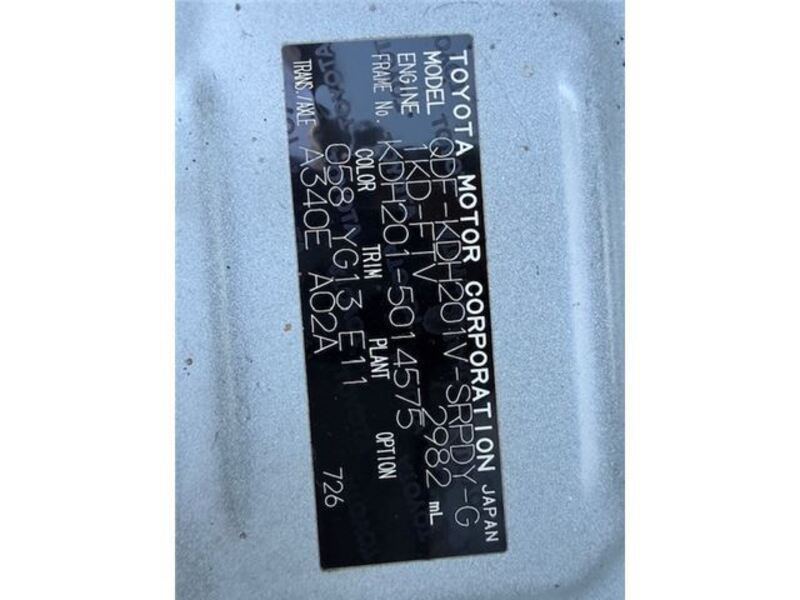 TOYOTA MOTOR CORPORATION JAPAN
MODEL QDF-KDH201V-SRPDY-G
ENGINE 1KD-FTV 2982 mL
FRAME No. KDH201-5014575
COLOR TRIM PLANT OPTION
058 YG13 E11
TRANS./AXLE A340E A02A
726